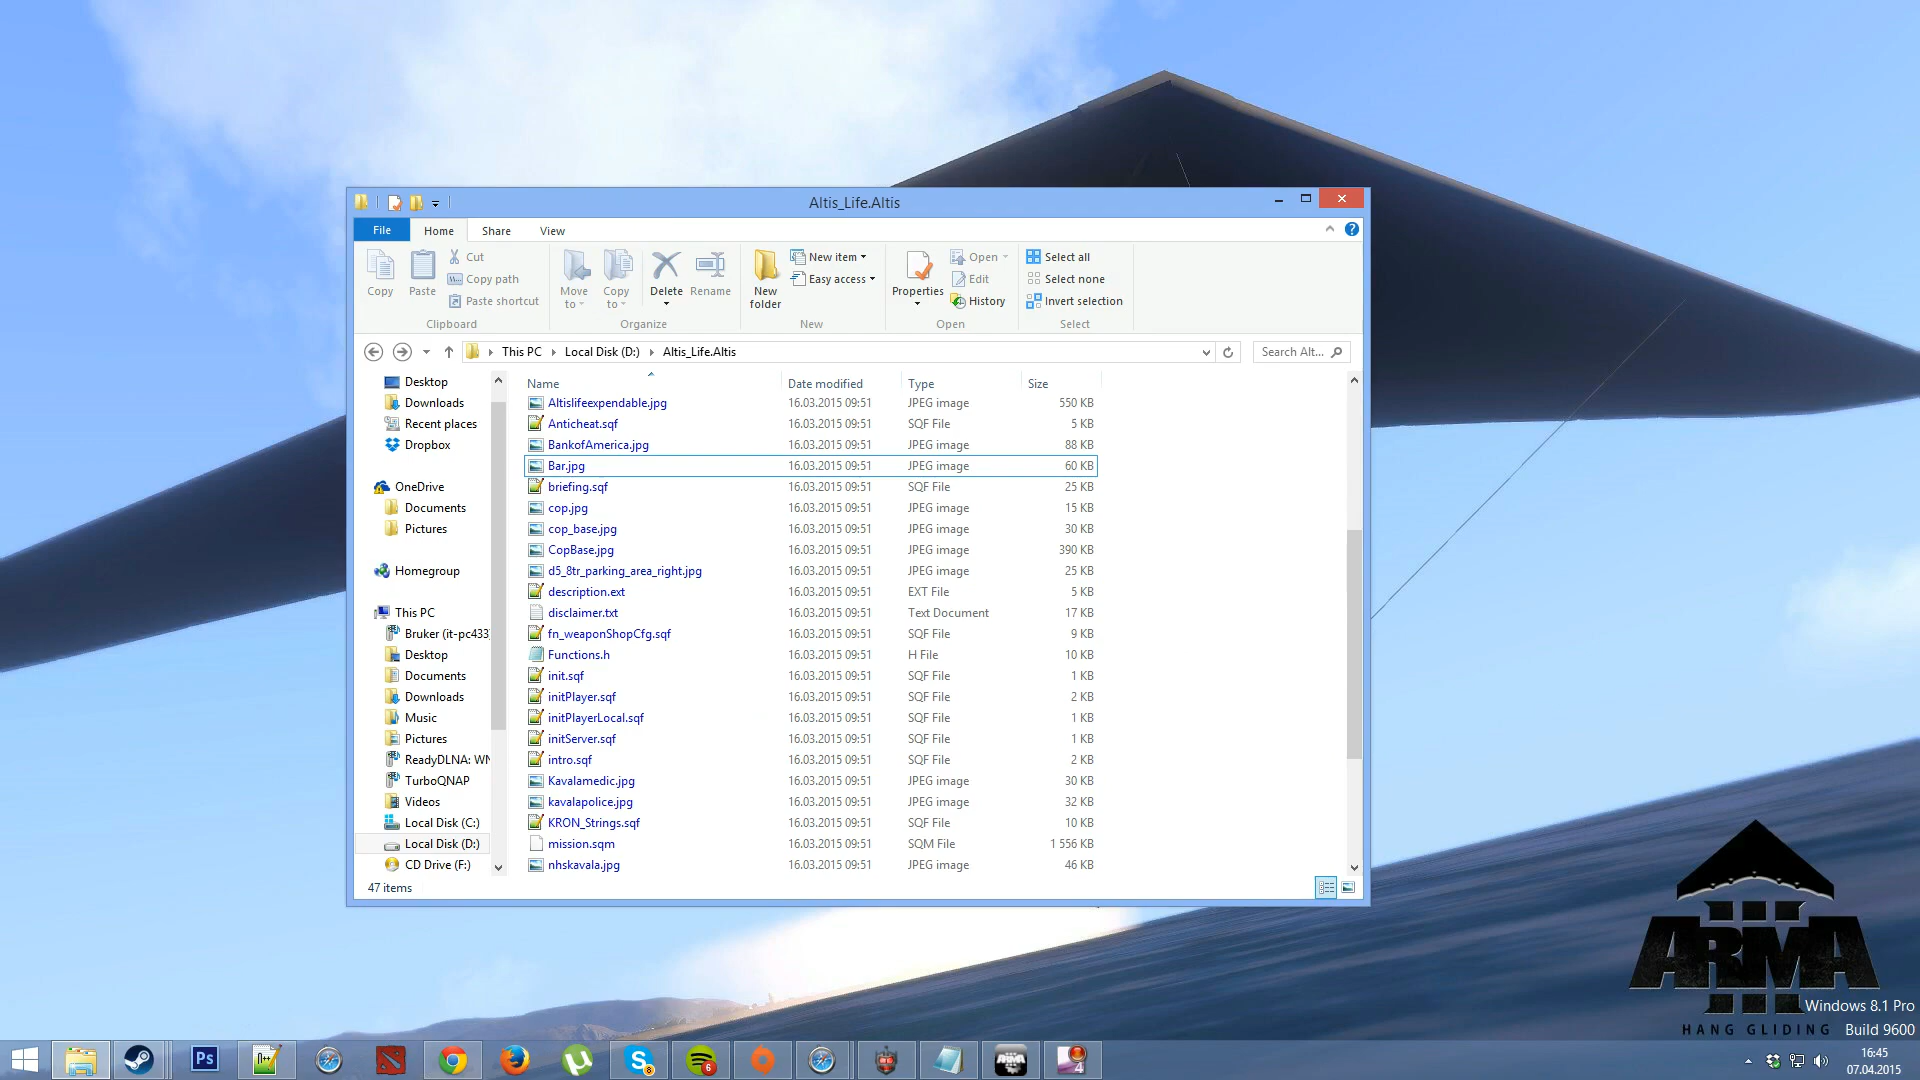 Altis_Life.Altis
File Home Share View
Copy Paste Cut Copy path Paste shortcut
Clipboard
Move to Copy to Delete Rename
Organize
New folder New item Easy access
New
Properties Open Edit History
Open
Select all Select none Invert selection
Select
This PC Local Disk (D:) Altis_Life.Altis
Search Alt...
Desktop
Downloads
Recent places
Dropbox
OneDrive
Documents
Pictures
Homegroup
This PC
Bruker (it-pc433
Desktop
Documents
Downloads
Music
Pictures
ReadyDLNA: WN
TurboQNAP
Videos
Local Disk (C:)
Local Disk (D:)
CD Drive (F:)
Name Date modified Type Size
Altislifeexpendable.jpg 16.03.2015 09:51 JPEG image 550 KB
Anticheat.sqf 16.03.2015 09:51 SQF File 5 KB
BankofAmerica.jpg 16.03.2015 09:51 JPEG image 88 KB
Bar.jpg 16.03.2015 09:51 JPEG image 60 KB
briefing.sqf 16.03.2015 09:51 SQF File 25 KB
cop.jpg 16.03.2015 09:51 JPEG image 15 KB
cop_base.jpg 16.03.2015 09:51 JPEG image 30 KB
CopBase.jpg 16.03.2015 09:51 JPEG image 390 KB
d5_8tr_parking_area_right.jpg 16.03.2015 09:51 JPEG image 25 KB
description.ext 16.03.2015 09:51 EXT File 5 KB
disclaimer.txt 16.03.2015 09:51 Text Document 17 KB
fn_weaponShopCfg.sqf 16.03.2015 09:51 SQF File 9 KB
Functions.h 16.03.2015 09:51 H File 10 KB
init.sqf 16.03.2015 09:51 SQF File 1 KB
initPlayer.sqf 16.03.2015 09:51 SQF File 2 KB
initPlayerLocal.sqf 16.03.2015 09:51 SQF File 1 KB
initServer.sqf 16.03.2015 09:51 SQF File 1 KB
intro.sqf 16.03.2015 09:51 SQF File 2 KB
Kavalamedic.jpg 16.03.2015 09:51 JPEG image 30 KB
kavalapolice.jpg 16.03.2015 09:51 JPEG image 32 KB
KRON_Strings.sqf 16.03.2015 09:51 SQF File 10 KB
mission.sqm 16.03.2015 09:51 SQM File 1 556 KB
nhskavala.jpg 16.03.2015 09:51 JPEG image 46 KB
47 items
ARMA III
HANG GLIDING
Windows 8.1 Pro
Build 9600
Ps
n++
8
6
ARMA
4
16:45
07.04.2015